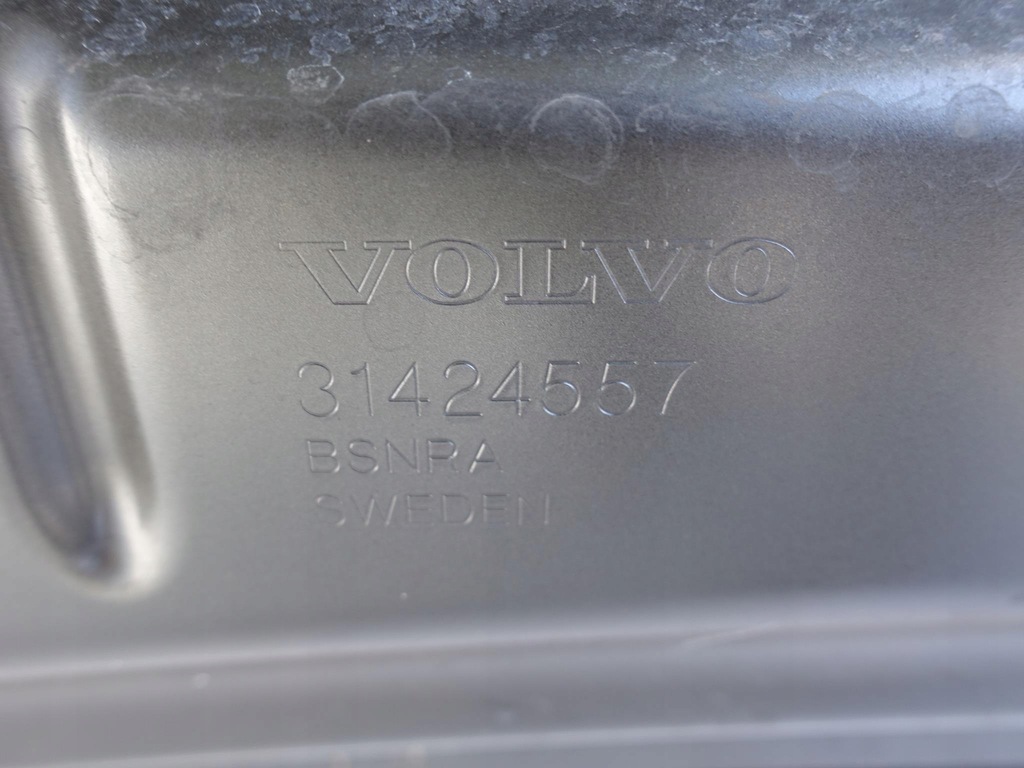 VOLVO
31424557
BSNRA
SWEDEN